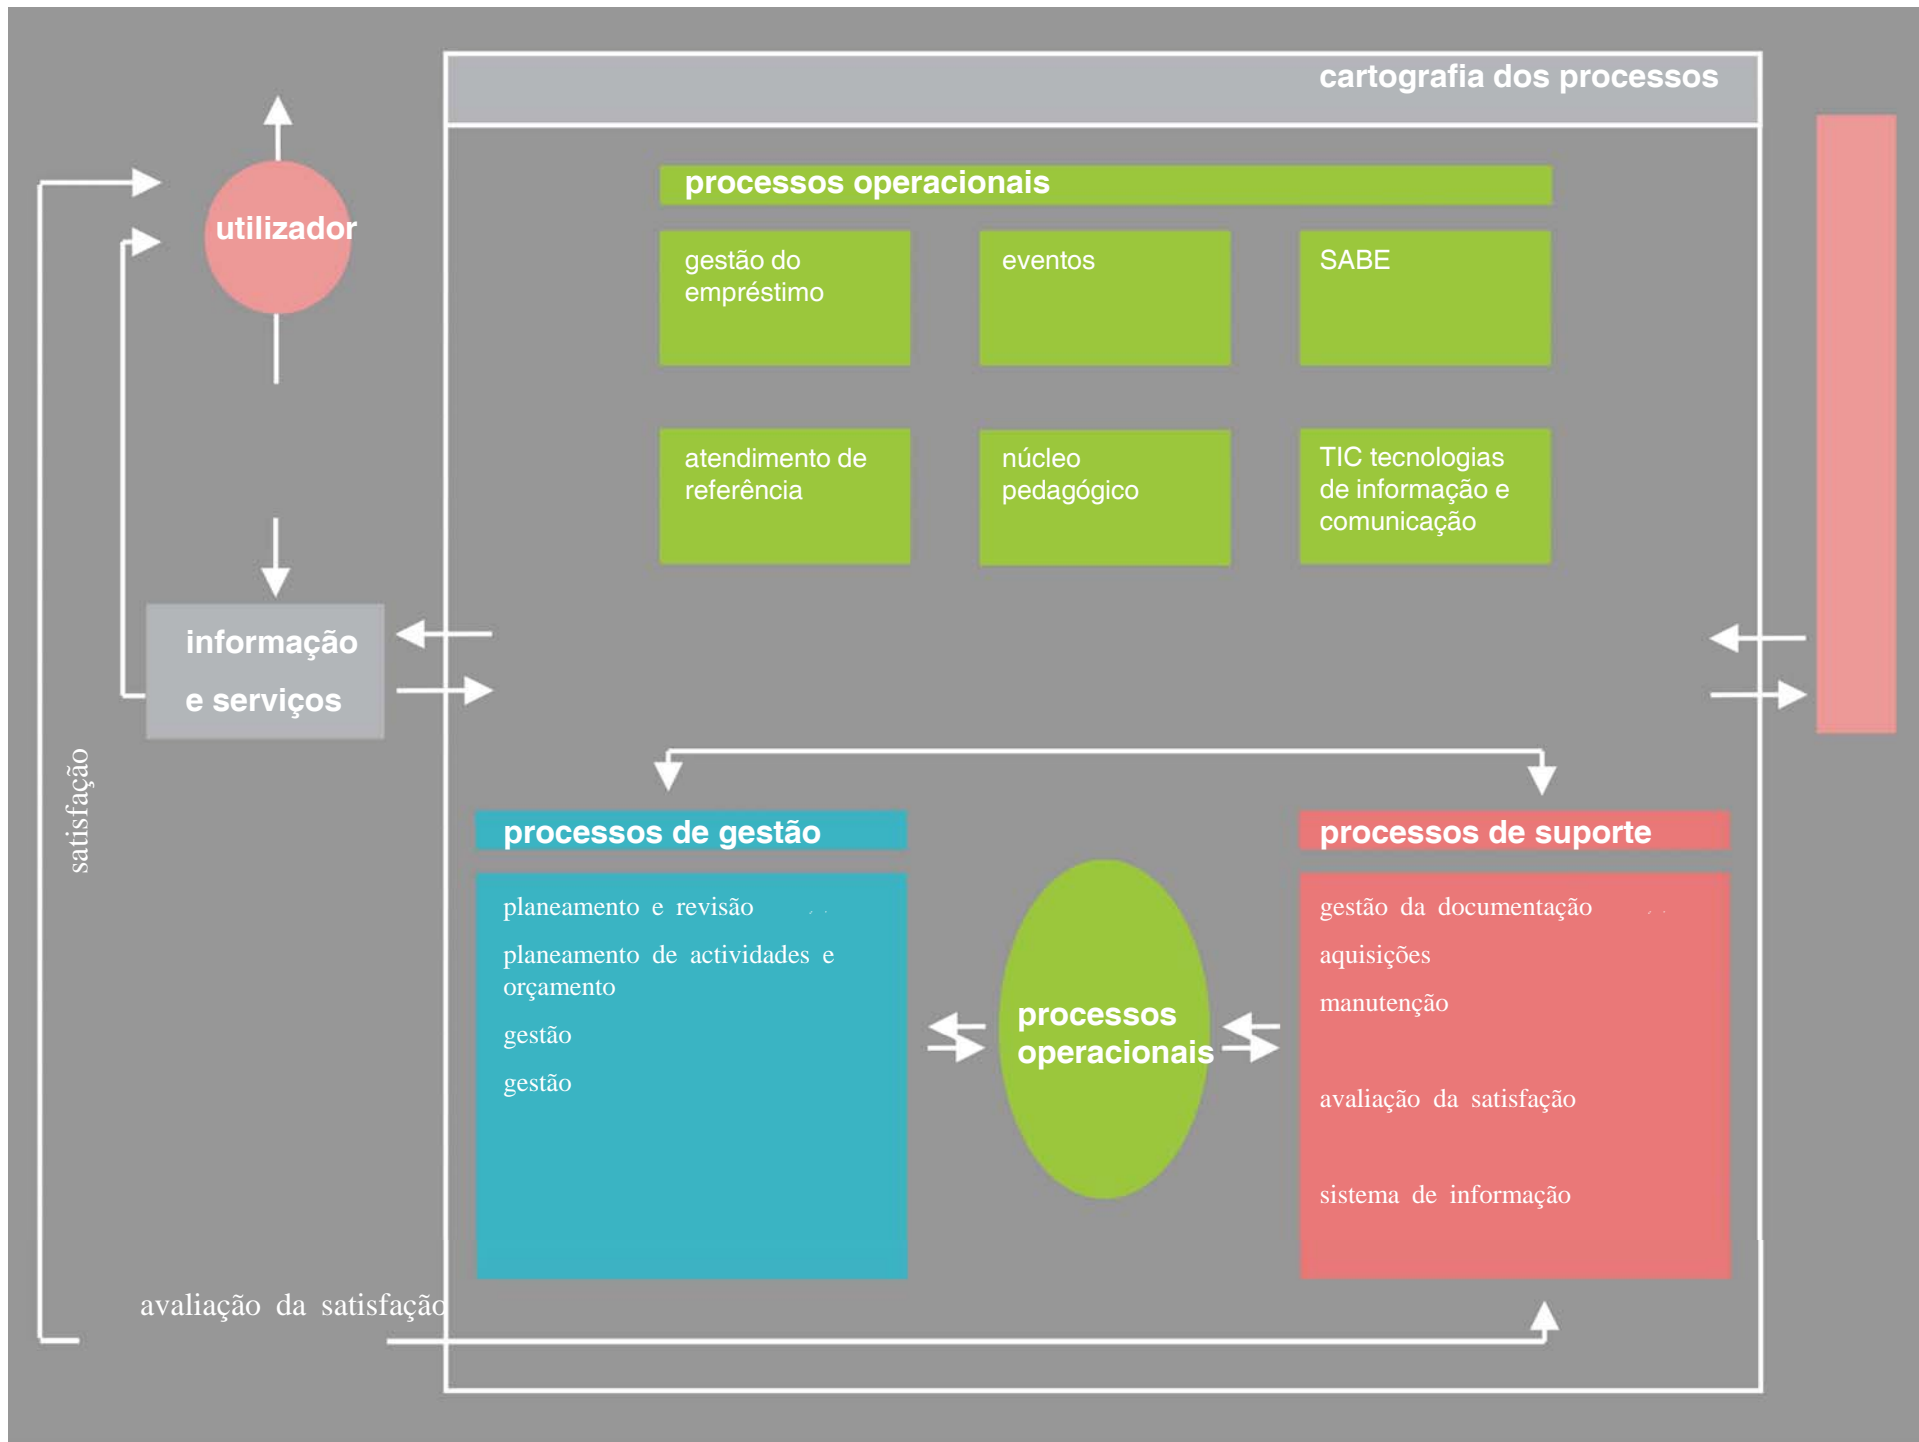 cartografia dos processos
processos operacionais
utilizador
gestão do
empréstimo
eventos
SABE
atendimento de
referência
núcleo
pedagógico
TIC tecnologias
de informação e
comunicação
informação
e serviços
satisfação
processos de gestão
planeamento e revisão
planeamento de actividades e
orçamento
gestão
gestão
processos
operacionais
processos de suporte
gestão da documentação
aquisições
manutenção
avaliação da satisfação
sistema de informação
avaliação da satisfação